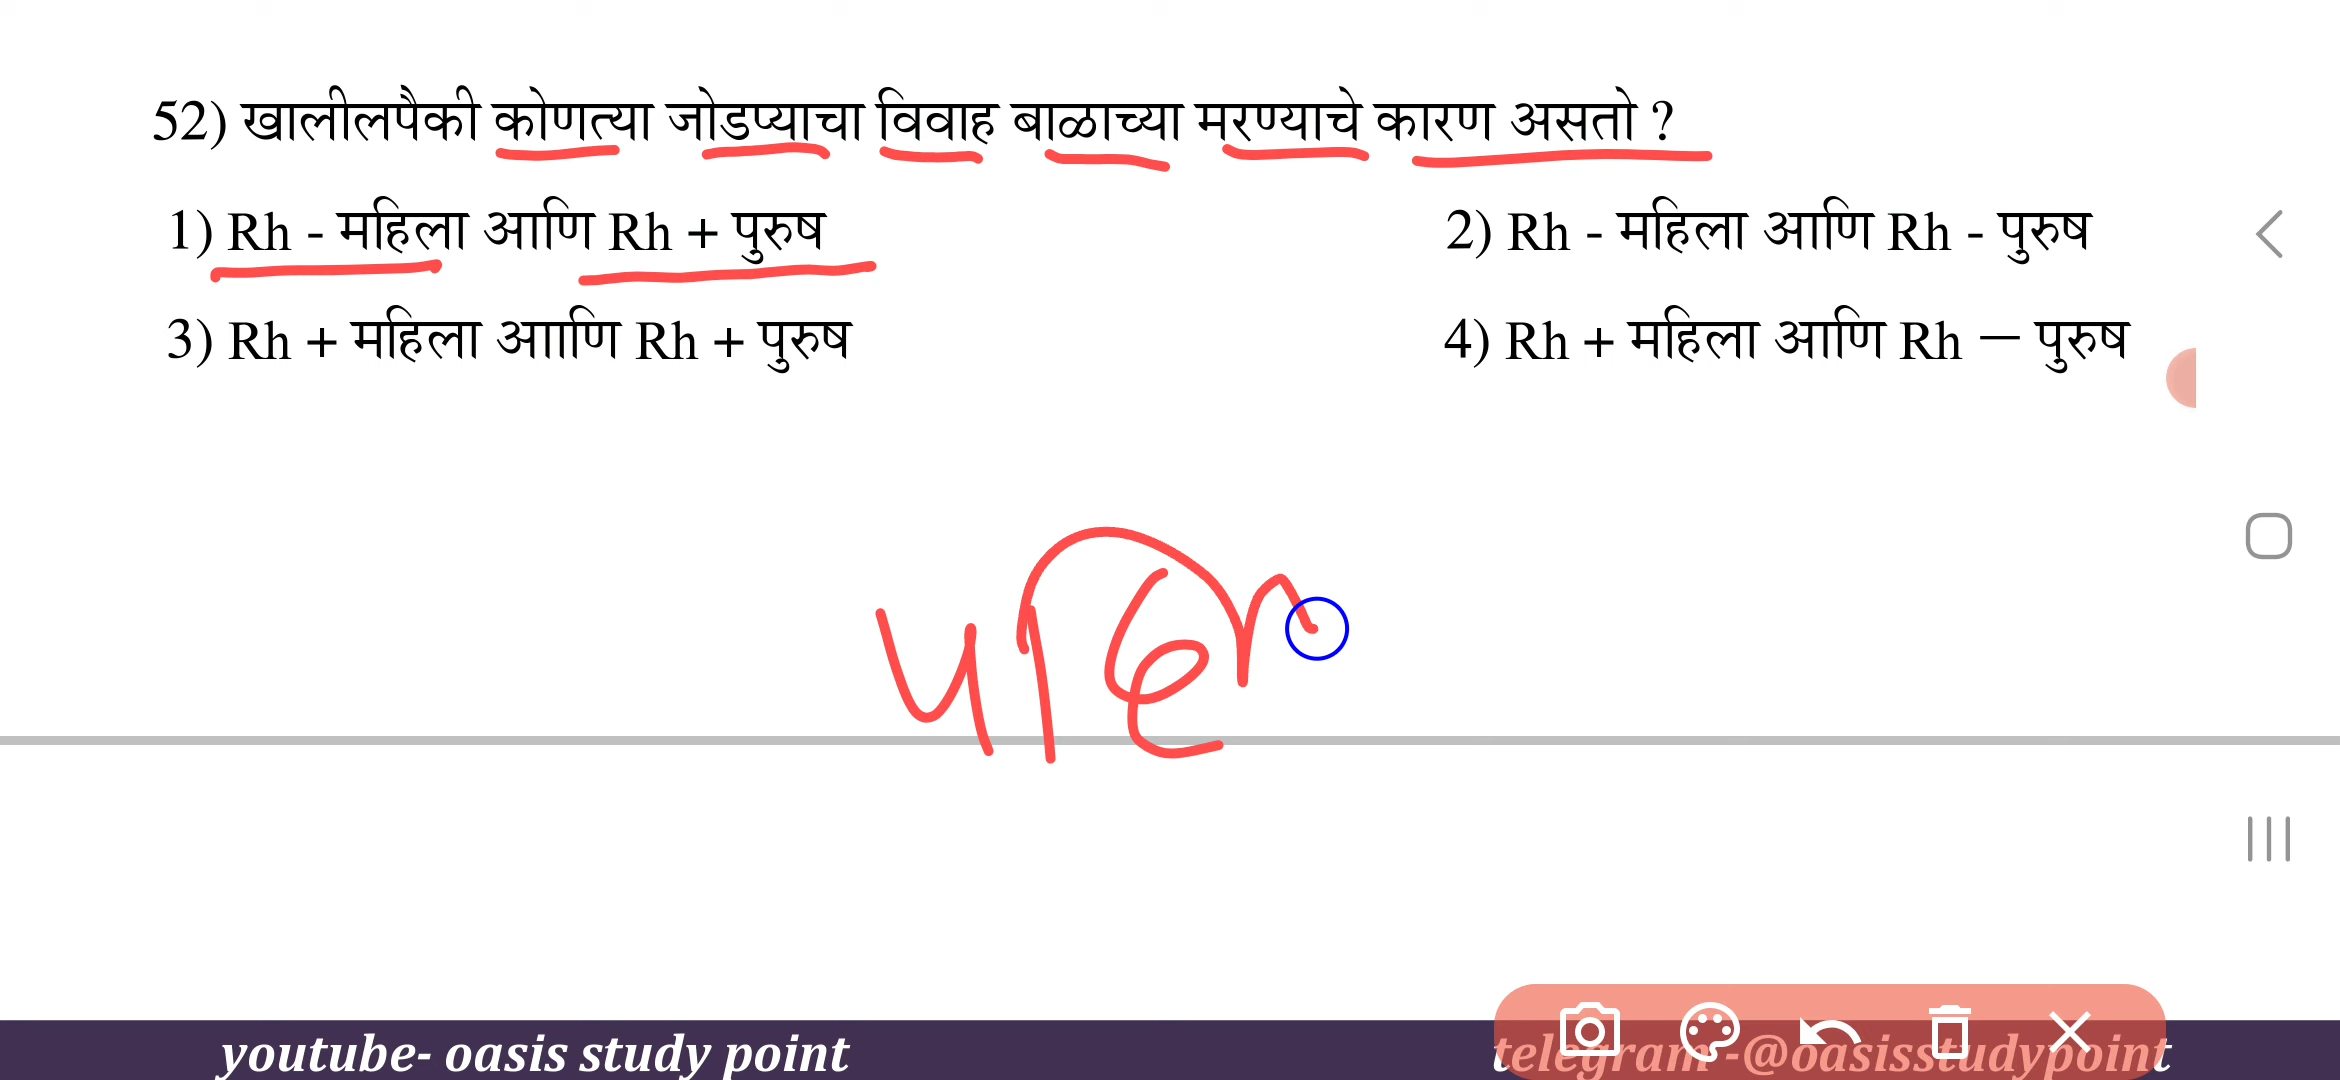 52) खालीलपैकी कोणत्या जोडप्याचा विवाह बाळाच्या मरण्याचे कारण असतो ?
1) Rh - महिला आणि Rh + पुरुष
2) Rh - महिला आणि Rh - पुरुष
3) Rh + महिला आाणि Rh + पुरुष
4) Rh + महिला आणि Rh – पुरुष
youtube- oasis study point
telegram -@oasisstudypoint